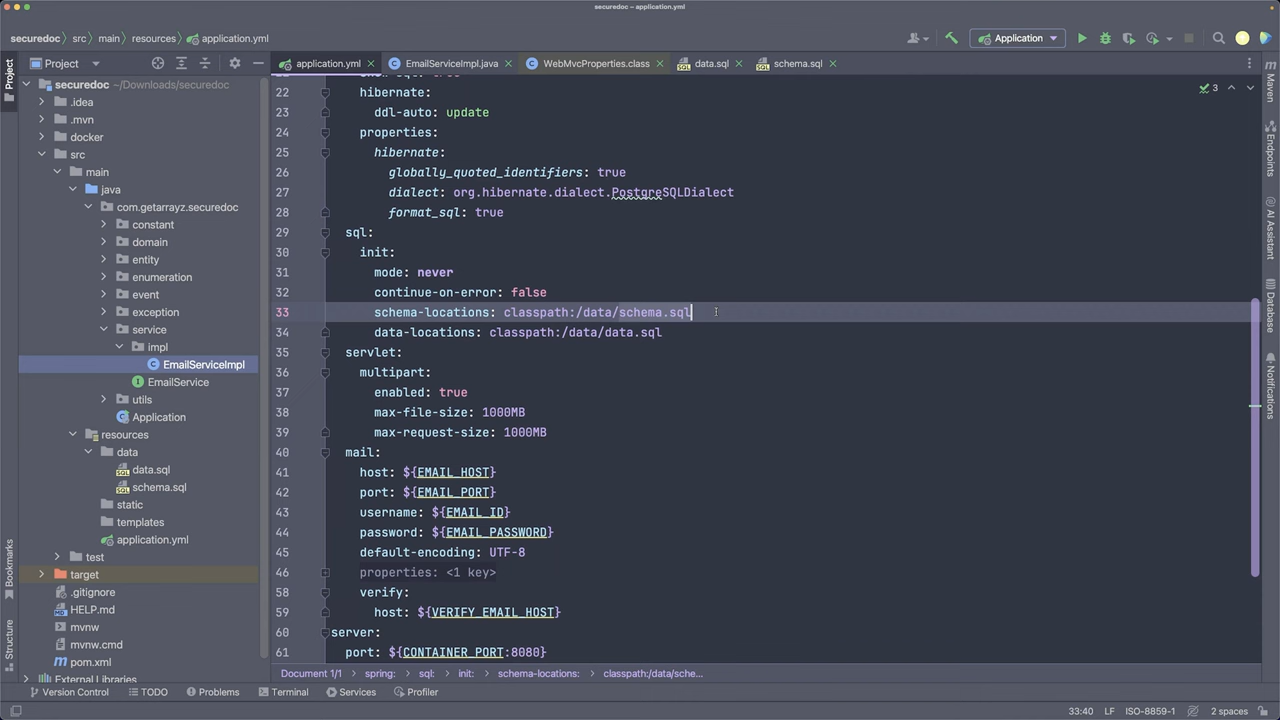 securedoc – application.yml
securedoc src main resources application.yml
Application
Project
application.yml
EmailServiceImpl.java
WebMvcProperties.class
data.sql
schema.sql
Project
Bookmarks
Structure
securedoc ~/Downloads/securedoc
.idea
.mvn
docker
src
main
java
com.getarrayz.securedoc
constant
domain
entity
enumeration
event
exception
service
impl
EmailServiceImpl
EmailService
utils
Application
resources
data
data.sql
schema.sql
static
templates
application.yml
test
target
.gitignore
HELP.md
mvnw
mvnw.cmd
pom.xml
External Libraries
22 hibernate:
23 ddl-auto: update
24 properties:
25 hibernate:
26 globally_quoted_identifiers: true
27 dialect: org.hibernate.dialect.PostgreSQLDialect
28 format_sql: true
29 sql:
30 init:
31 mode: never
32 continue-on-error: false
33 schema-locations: classpath:/data/schema.sql
34 data-locations: classpath:/data/data.sql
35 servlet:
36 multipart:
37 enabled: true
38 max-file-size: 1000MB
39 max-request-size: 1000MB
40 mail:
41 host: ${EMAIL_HOST}
42 port: ${EMAIL_PORT}
43 username: ${EMAIL_ID}
44 password: ${EMAIL_PASSWORD}
45 default-encoding: UTF-8
46 properties: <1 key>
58 verify:
59 host: ${VERIFY_EMAIL_HOST}
60 server:
61 port: ${CONTAINER_PORT:8080}
3
Maven
Endpoints
AI Assistant
Database
Notifications
Document 1/1 spring: sql: init: schema-locations: classpath:/data/sche...
Version Control TODO Problems Terminal Services Profiler
33:40 LF ISO-8859-1 2 spaces